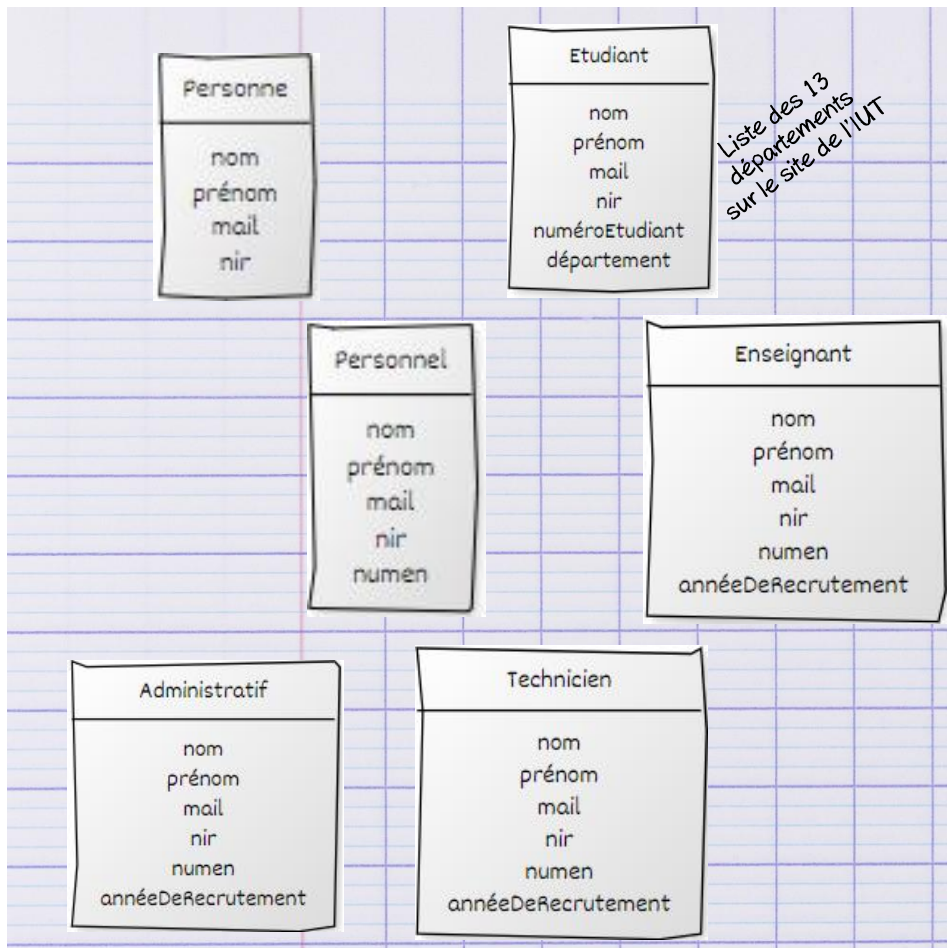 Personne
nom
prénom
mail
nir
Etudiant
nom
prénom
mail
nir
numéroEtudiant
département
Liste des 13
départements
sur le site de l'IUT
Personnel
nom
prénom
mail
nir
numen
Enseignant
nom
prénom
mail
nir
numen
annéeDeRecrutement
Administratif
nom
prénom
mail
nir
numen
annéeDeRecrutement
Technicien
nom
prénom
mail
nir
numen
annéeDeRecrutement